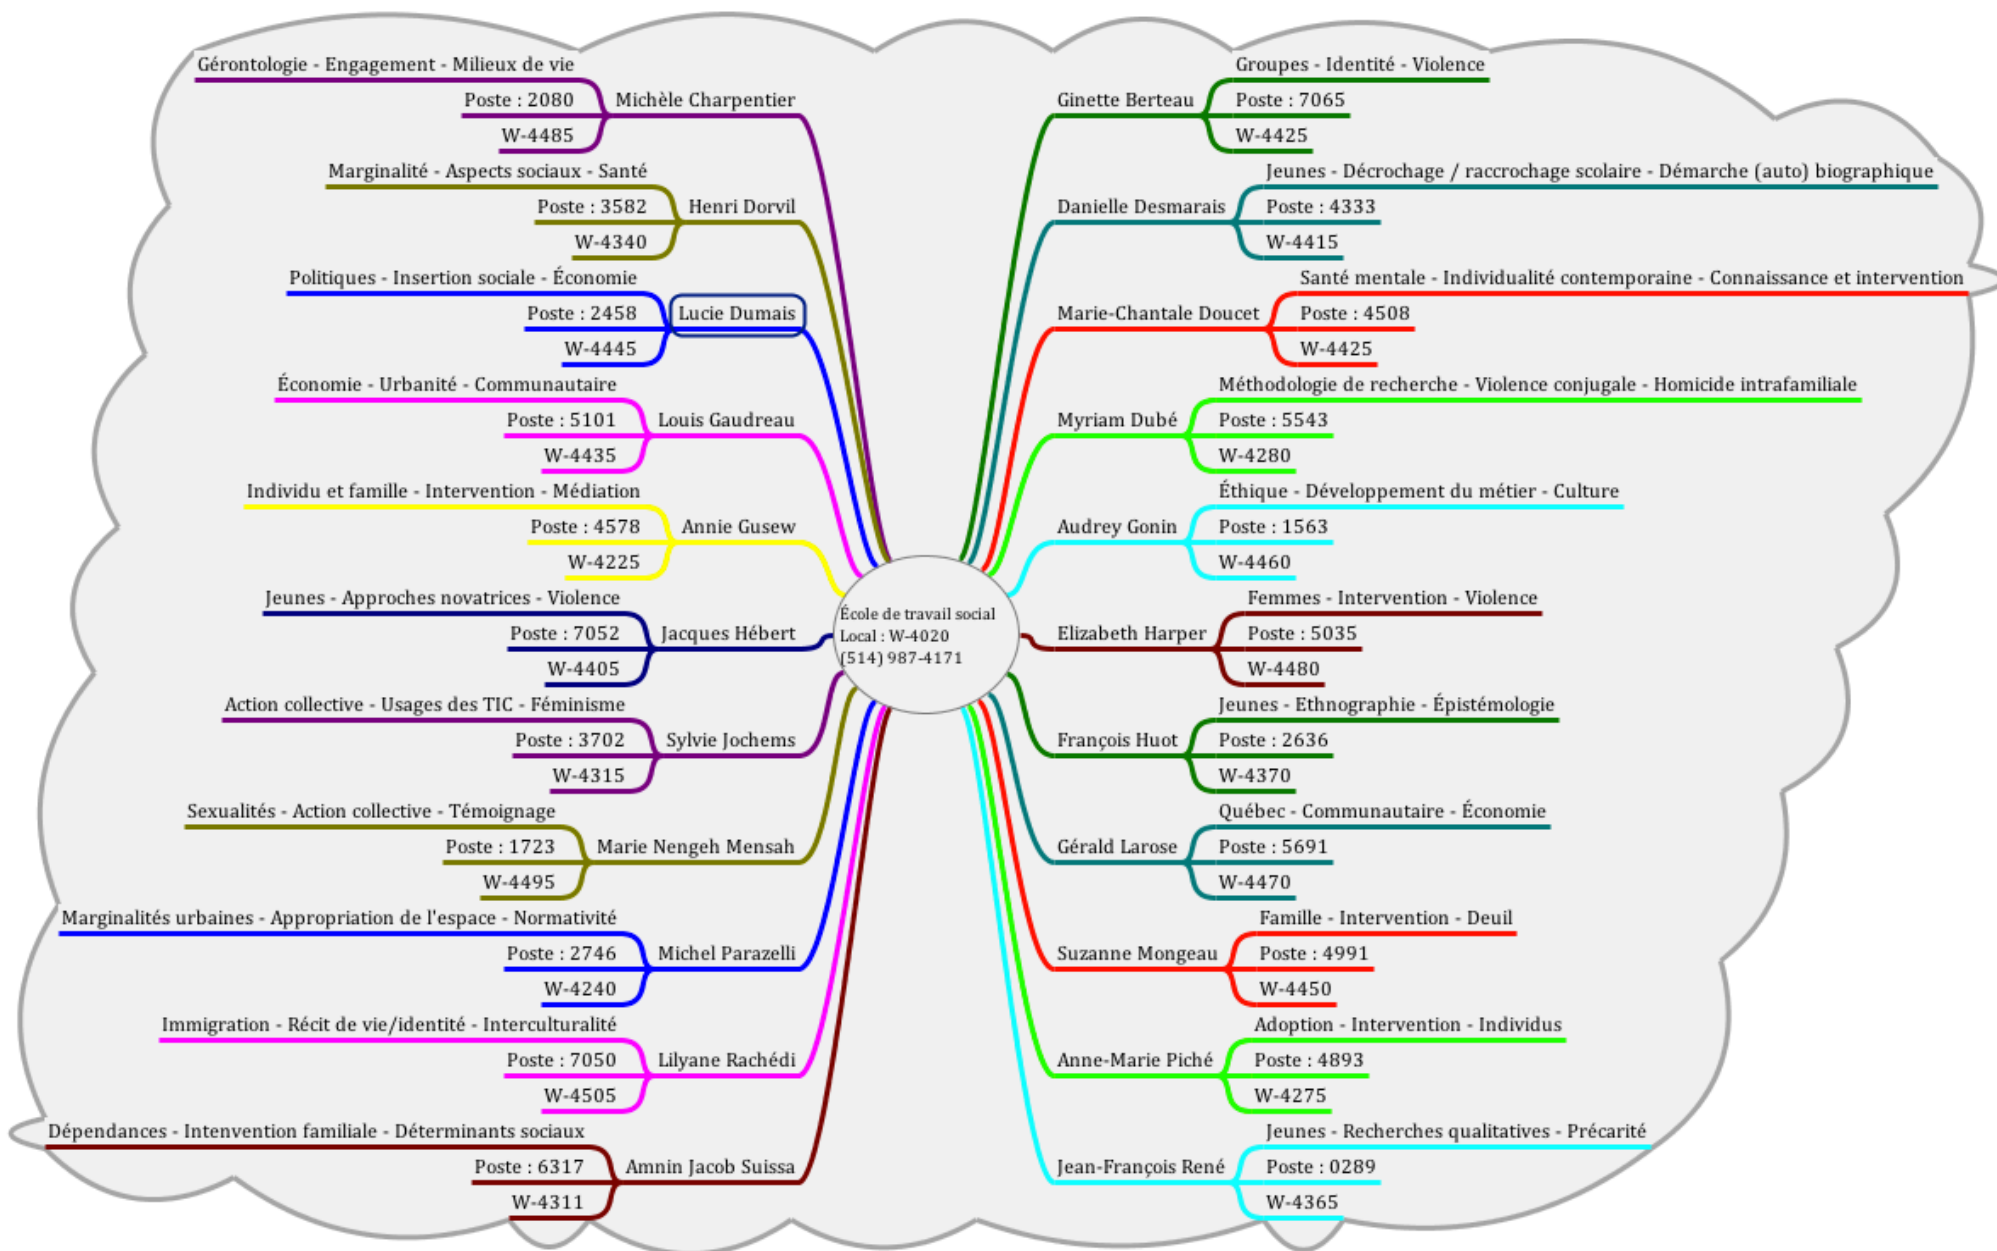 École de travail social
Local : W-4020
(514) 987-4171
Gérontologie - Engagement - Milieux de vie
Poste : 2080
W-4485
Michèle Charpentier
Marginalité - Aspects sociaux - Santé
Poste : 3582
W-4340
Henri Dorvil
Politiques - Insertion sociale - Économie
Poste : 2458
W-4445
Lucie Dumais
Économie - Urbanité - Communautaire
Poste : 5101
W-4435
Louis Gaudreau
Individu et famille - Intervention - Médiation
Poste : 4578
W-4225
Annie Gusew
Jeunes - Approches novatrices - Violence
Poste : 7052
W-4405
Jacques Hébert
Action collective - Usages des TIC - Féminisme
Poste : 3702
W-4315
Sylvie Jochems
Sexualités - Action collective - Témoignage
Poste : 1723
W-4495
Marie Nengeh Mensah
Marginalités urbaines - Appropriation de l'espace - Normativité
Poste : 2746
W-4240
Michel Parazelli
Immigration - Récit de vie/identité - Interculturalité
Poste : 7050
W-4505
Lilyane Rachédi
Dépendances - Intenvention familiale - Déterminants sociaux
Poste : 6317
W-4311
Amnin Jacob Suissa
Ginette Berteau
Groupes - Identité - Violence
Poste : 7065
W-4425
Danielle Desmarais
Jeunes - Décrochage / raccrochage scolaire - Démarche (auto) biographique
Poste : 4333
W-4415
Marie-Chantale Doucet
Santé mentale - Individualité contemporaine - Connaissance et intervention
Poste : 4508
W-4425
Myriam Dubé
Méthodologie de recherche - Violence conjugale - Homicide intrafamiliale
Poste : 5543
W-4280
Audrey Gonin
Éthique - Développement du métier - Culture
Poste : 1563
W-4460
Elizabeth Harper
Femmes - Intervention - Violence
Poste : 5035
W-4480
François Huot
Jeunes - Ethnographie - Épistémologie
Poste : 2636
W-4370
Gérald Larose
Québec - Communautaire - Économie
Poste : 5691
W-4470
Suzanne Mongeau
Famille - Intervention - Deuil
Poste : 4991
W-4450
Anne-Marie Piché
Adoption - Intervention - Individus
Poste : 4893
W-4275
Jean-François René
Jeunes - Recherches qualitatives - Précarité
Poste : 0289
W-4365